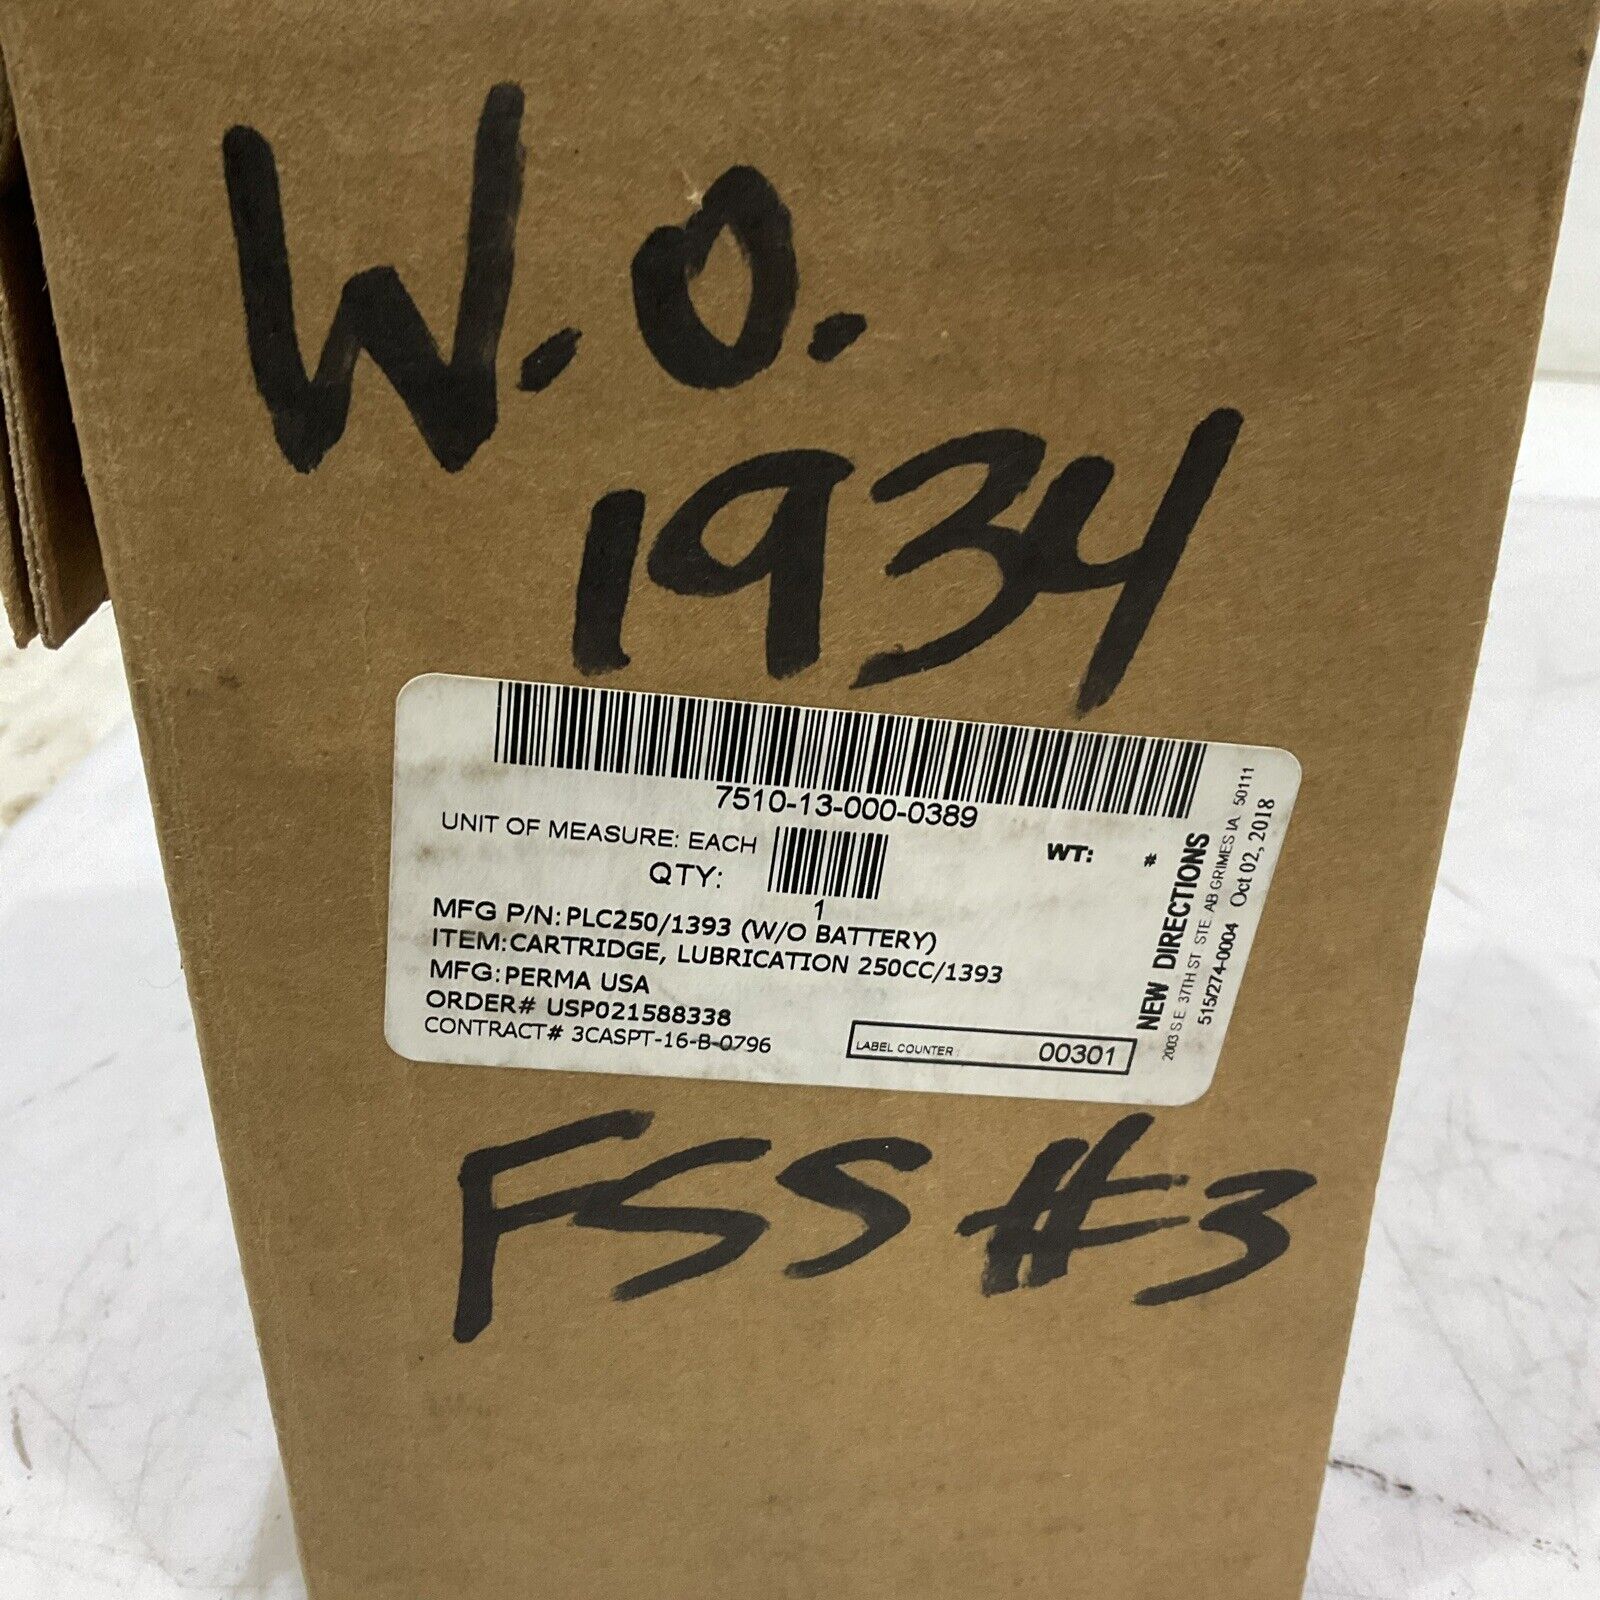 W.O.
1934
7510-13-000-0389
UNIT OF MEASURE: EACH
QTY:
1
WT: #
MFG P/N: PLC250/1393 (W/O BATTERY)
ITEM: CARTRIDGE, LUBRICATION 250CC/1393
MFG: PERMA USA
ORDER# USP021588338
CONTRACT# 3CASPT-16-B-0796
LABEL COUNTER 00301
NEW DIRECTIONS
2003 S.E. 37TH ST STE. AB GRIMES IA. 50111
515/274-0004 Oct 02, 2018
FSS #3